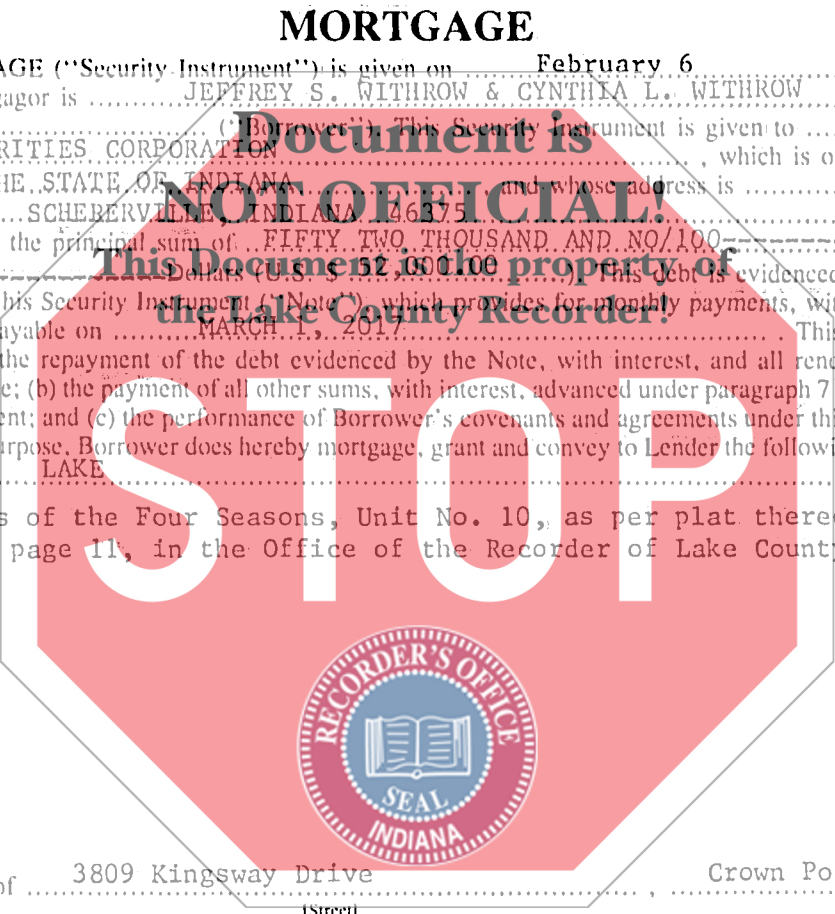 MORTGAGE
AGE ("Security Instrument") is given on February 6
gagor is JEFFREY S. WITHROW & CYNTHIA L. WITHROW
("Borrower"). This Security Instrument is given to
RITIES CORPORATION , which is o
HE STATE OF INDIANA and whose address is
SCHERERVILLE, INDIANA 46375
the principal sum of FIFTY TWO THOUSAND AND NO/100
Dollars (U.S. $ 52,000.00 ). This debt is evidenced
his Security Instrument ("Note"), which provides for monthly payments, wi
ayable on MARCH 1, 2017 . This
the repayment of the debt evidenced by the Note, with interest, and all rene
e; (b) the payment of all other sums, with interest, advanced under paragraph 7
ent; and (c) the performance of Borrower's covenants and agreements under thi
urpose, Borrower does hereby mortgage, grant and convey to Lender the followi
LAKE
s of the Four Seasons, Unit No. 10, as per plat there
page 11, in the Office of the Recorder of Lake County
of 3809 Kingsway Drive , Crown Po
[Street]
Document is
NOT OFFICIAL!
This Document is the property of
the Lake County Recorder!
STOP
RECORDER'S OFFICE
SEAL
INDIANA